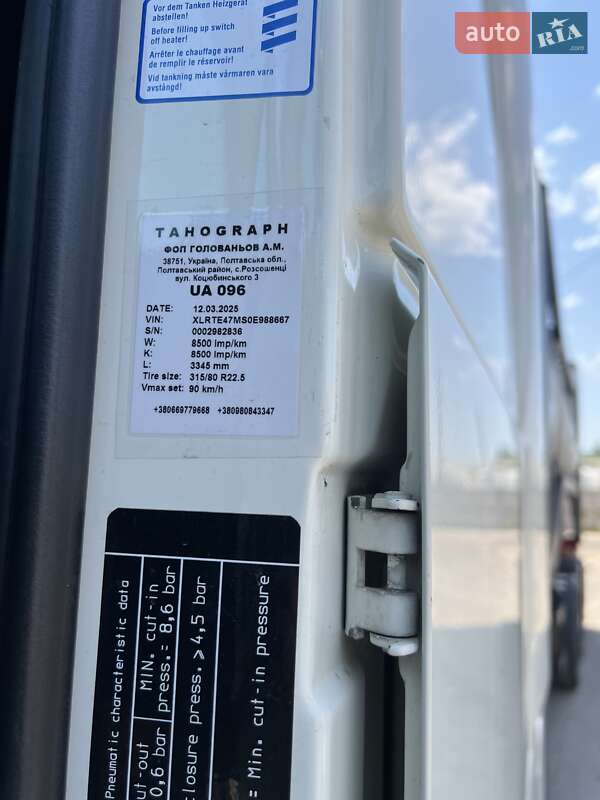 Vor dem Tanken Heizgerät
abstellen!
Before filling up switch
off heater!
Arrêter le chauffage avant
de remplir le réservoir!
Vid tankning måste värmaren vara
avstängd!
auto RIA.com
TAHOGRAPH
ФОП ГОЛОВАНЬОВ А.М.
38751, Україна, Полтавська обл.,
Полтавський район, с.Розсошенці
вул. Коцюбинського 3
UA 096
DATE: 12.03.2025
VIN: XLRTE47MS0E988667
S/N: 0002982836
W: 8500 imp/km
K: 8500 imp/km
L: 3345 mm
Tire size: 315/80 R22.5
Vmax set: 90 km/h
+380669779668 +380980843347
Pneumatic characteristic data
ut-out
0,6 bar
MIN. cut-in
press.= 8,6 bar
losure press. >4,5 bar
= Min. cut-in pressure